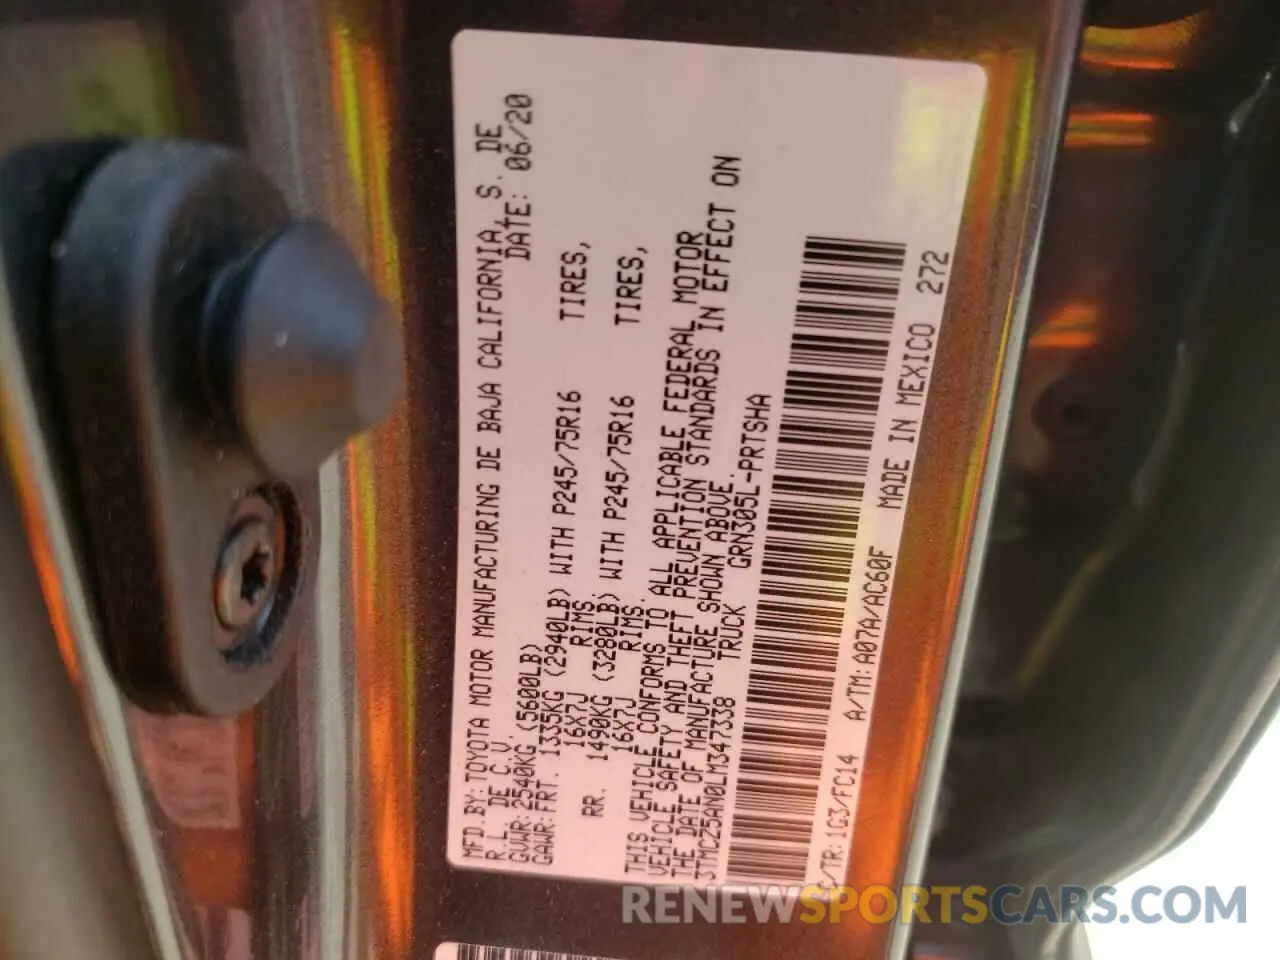 MFD.BY:TOYOTA MOTOR MANUFACTURING DE BAJA CALIFORNIA, S. DE
R.L. DE C.V. DATE: 06/20
GVWR:2540KG (5600LB)
GAWR:FRT. 1335KG (2940LB) WITH P245/75R16 TIRES,
16X7J RIMS
RR. 1490KG (3280LB) WITH P245/75R16 TIRES,
16X7J RIMS.
THIS VEHICLE CONFORMS TO ALL APPLICABLE FEDERAL MOTOR
VEHICLE SAFETY AND THEFT PREVENTION STANDARDS IN EFFECT ON
THE DATE OF MANUFACTURE SHOWN ABOVE.
3TMCZ5AN0LM347338 TRUCK GRN305L-PRTSHA
C/TR:1G3/FC14 A/TM:A07A/AC60F MADE IN MEXICO 272
RENEWSPORTSCARS.COM